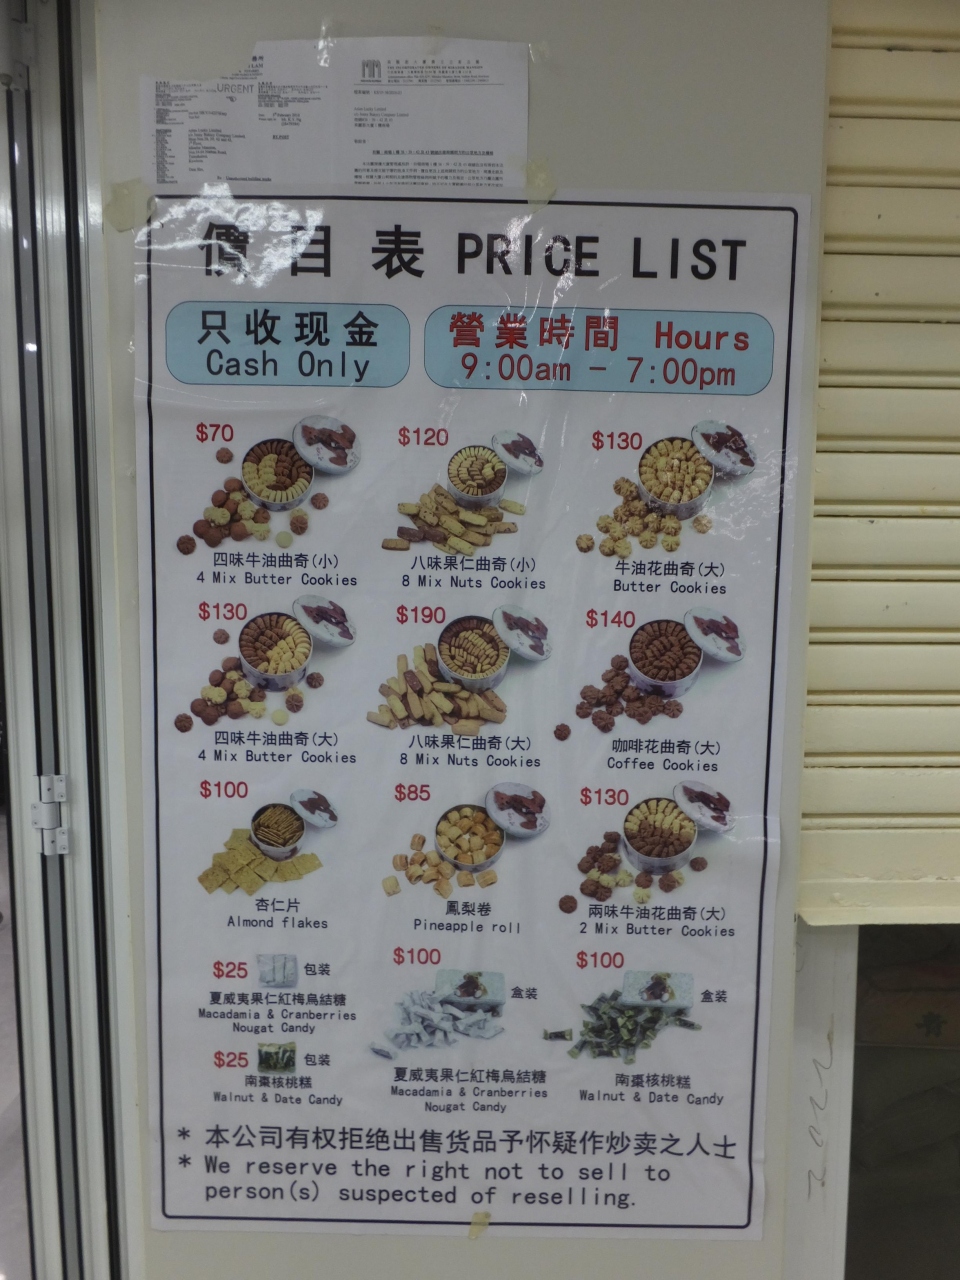 URGENT
價目表 PRICE LIST
只收现金
Cash Only
營業時間 Hours
9:00am - 7:00pm
$70
四味牛油曲奇(小)
4 Mix Butter Cookies
$120
八味果仁曲奇(小)
8 Mix Nuts Cookies
$130
牛油花曲奇(大)
Butter Cookies
$130
四味牛油曲奇(大)
4 Mix Butter Cookies
$190
八味果仁曲奇(大)
8 Mix Nuts Cookies
$140
咖啡花曲奇(大)
Coffee Cookies
$100
杏仁片
Almond flakes
$85
鳳梨卷
Pineapple roll
$130
兩味牛油花曲奇(大)
2 Mix Butter Cookies
$25 包装
夏威夷果仁紅梅鳥結糖
Macadamia & Cranberries
Nougat Candy
$25 包装
南棗核桃糕
Walnut & Date Candy
$100
盒装
夏威夷果仁紅梅鳥結糖
Macadamia & Cranberries
Nougat Candy
$100
盒装
南棗核桃糕
Walnut & Date Candy
* 本公司有权拒绝出售货品予怀疑作炒卖之人士
* We reserve the right not to sell to
person(s) suspected of reselling.